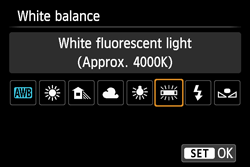 White balance
White fluorescent light
(Approx. 4000K)
AWB
SET OK